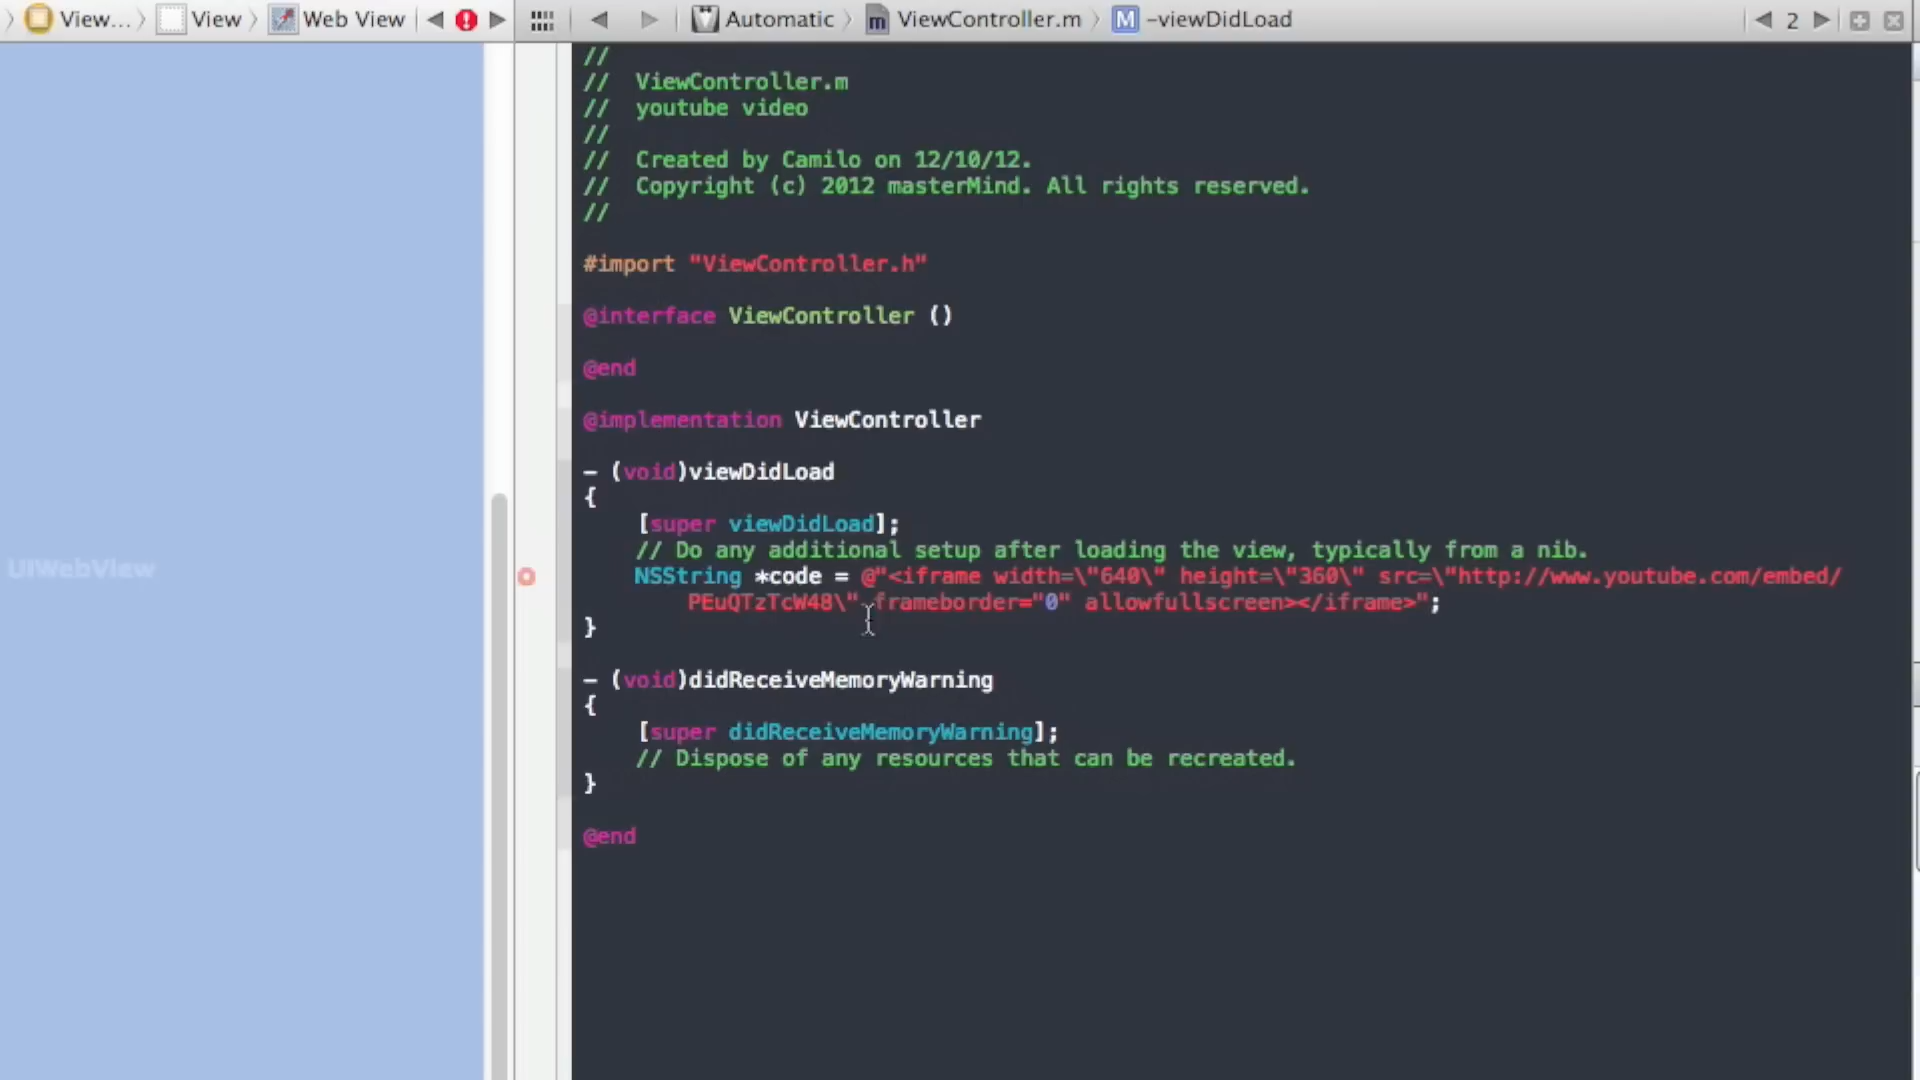 View... View Web View Automatic ViewController.m M -viewDidLoad 2
//
//  ViewController.m
//  youtube video
//
//  Created by Camilo on 12/10/12.
//  Copyright (c) 2012 masterMind. All rights reserved.
//
#import "ViewController.h"
@interface ViewController ()
@end
@implementation ViewController
- (void)viewDidLoad
{
[super viewDidLoad];
// Do any additional setup after loading the view, typically from a nib.
UIWebView
NSString *code = @"<iframe width=\"640\" height=\"360\" src=\"http://www.youtube.com/embed/
PEuQTzTcW48\" frameborder="0" allowfullscreen></iframe>";
}
- (void)didReceiveMemoryWarning
{
[super didReceiveMemoryWarning];
// Dispose of any resources that can be recreated.
}
@end